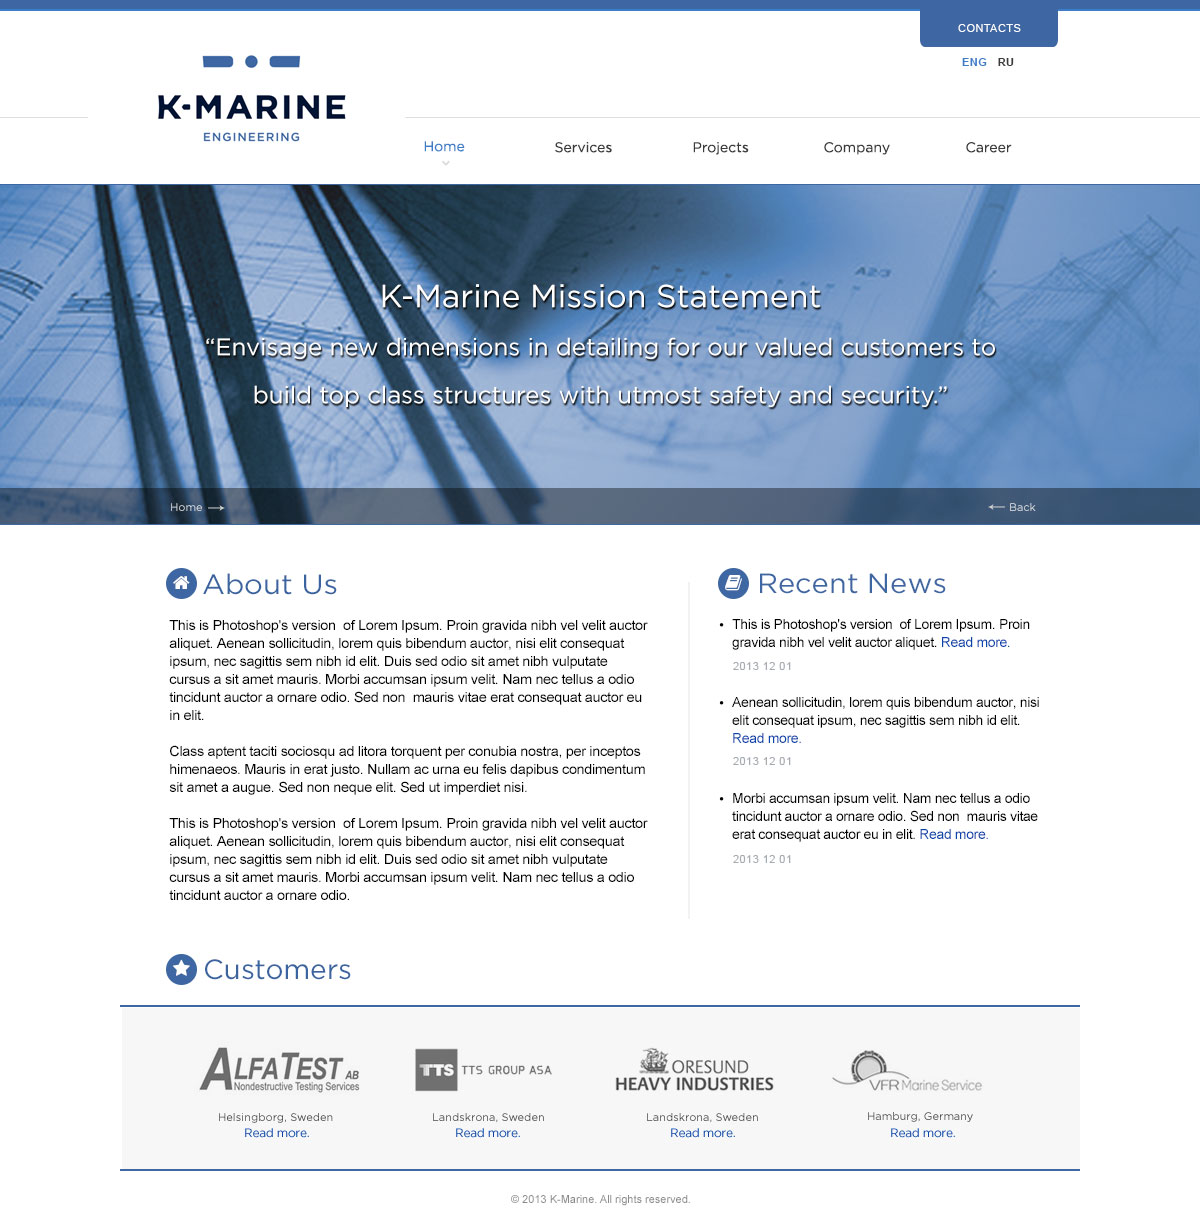 CONTACTS
ENG RU
K-MARINE
ENGINEERING
Home Services Projects Company Career
A2/3
K-Marine Mission Statement
“Envisage new dimensions in detailing for our valued customers to
build top class structures with utmost safety and security.”
Home
Back
About Us
This is Photoshop's version  of Lorem Ipsum. Proin gravida nibh vel velit auctor
aliquet. Aenean sollicitudin, lorem quis bibendum auctor, nisi elit consequat
ipsum, nec sagittis sem nibh id elit. Duis sed odio sit amet nibh vulputate
cursus a sit amet mauris. Morbi accumsan ipsum velit. Nam nec tellus a odio
tincidunt auctor a ornare odio. Sed non  mauris vitae erat consequat auctor eu
in elit.
Class aptent taciti sociosqu ad litora torquent per conubia nostra, per inceptos
himenaeos. Mauris in erat justo. Nullam ac urna eu felis dapibus condimentum
sit amet a augue. Sed non neque elit. Sed ut imperdiet nisi.
This is Photoshop's version  of Lorem Ipsum. Proin gravida nibh vel velit auctor
aliquet. Aenean sollicitudin, lorem quis bibendum auctor, nisi elit consequat
ipsum, nec sagittis sem nibh id elit. Duis sed odio sit amet nibh vulputate
cursus a sit amet mauris. Morbi accumsan ipsum velit. Nam nec tellus a odio
tincidunt auctor a ornare odio.
Recent News
• This is Photoshop's version  of Lorem Ipsum. Proin
gravida nibh vel velit auctor aliquet. Read more.
2013 12 01
• Aenean sollicitudin, lorem quis bibendum auctor, nisi
elit consequat ipsum, nec sagittis sem nibh id elit.
Read more.
2013 12 01
• Morbi accumsan ipsum velit. Nam nec tellus a odio
tincidunt auctor a ornare odio. Sed non  mauris vitae
erat consequat auctor eu in elit. Read more.
2013 12 01
Customers
ALFATEST AB
Nondestructive Testing Services
Helsingborg, Sweden
Read more.
TTS TTS GROUP ASA
Landskrona, Sweden
Read more.
ORESUND
HEAVY INDUSTRIES
Landskrona, Sweden
Read more.
VFR Marine Service
Hamburg, Germany
Read more.
© 2013 K-Marine. All rights reserved.